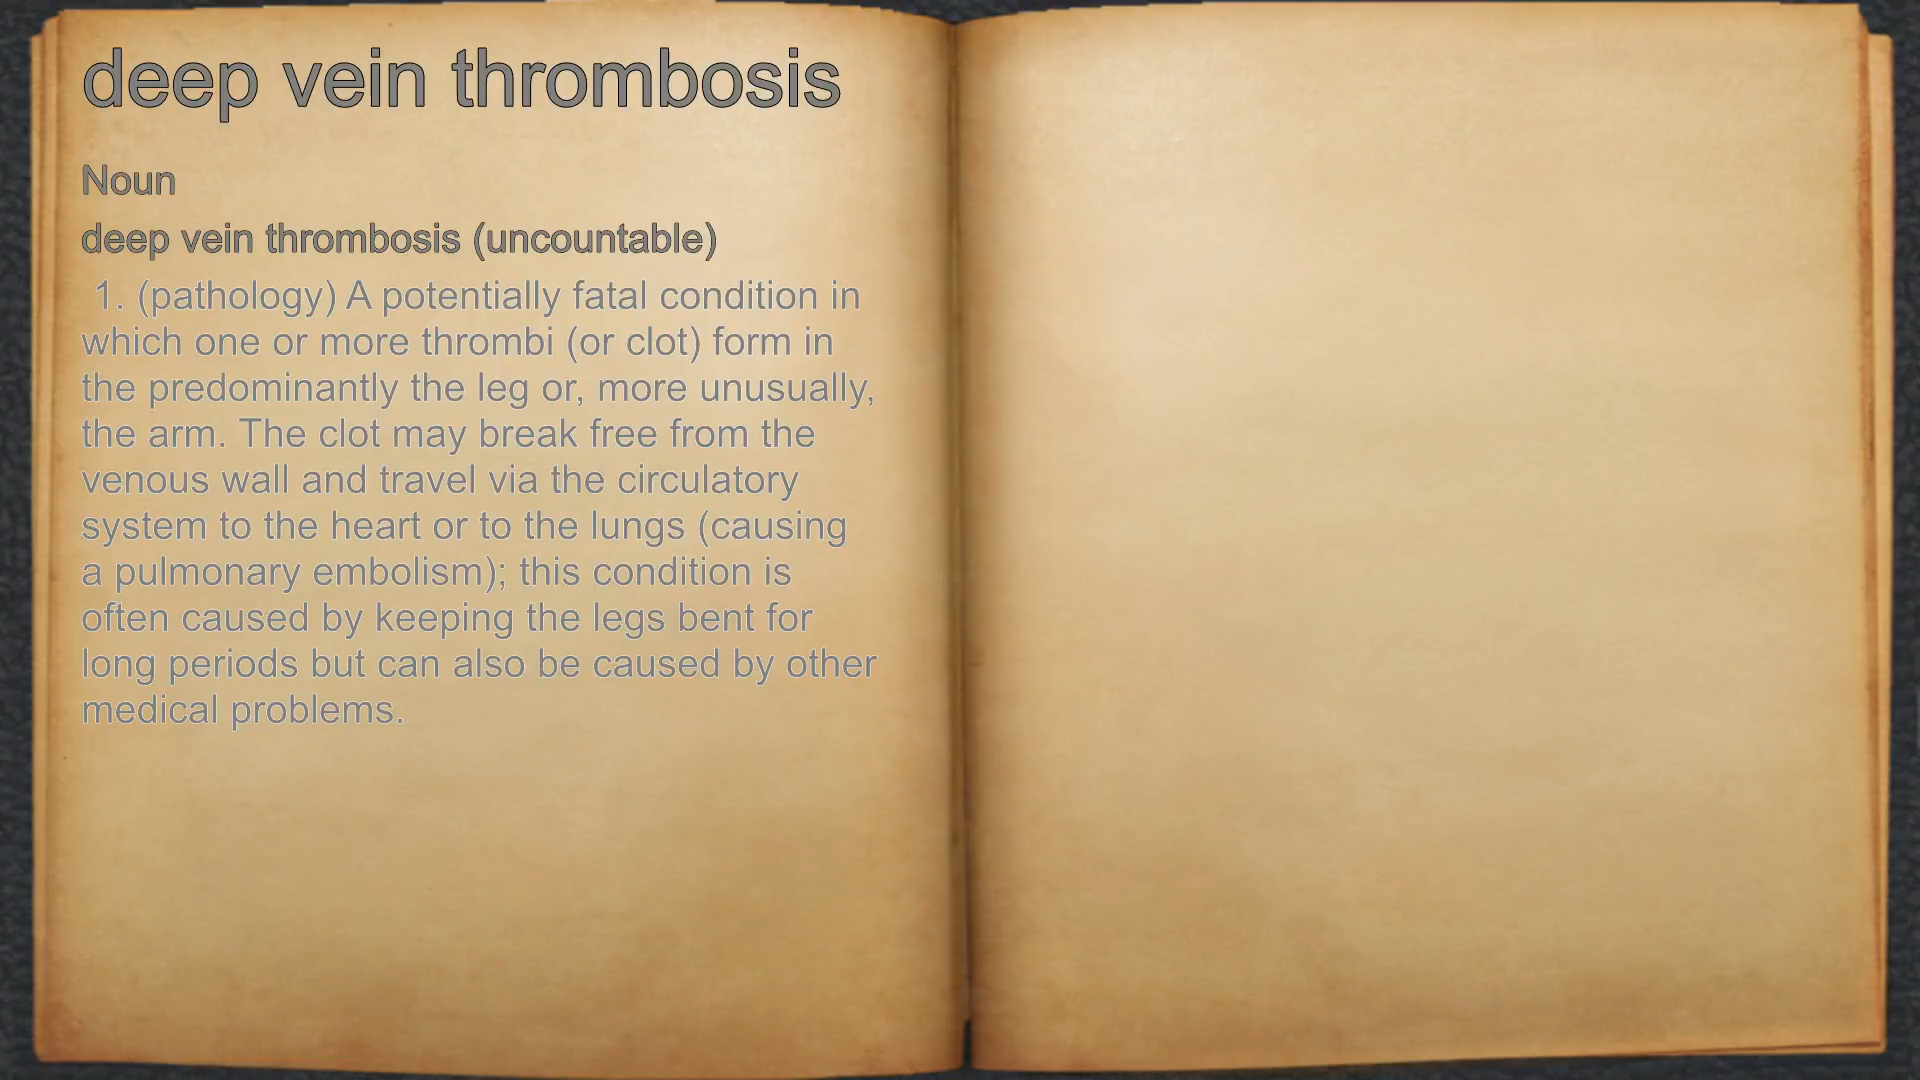 deep vein thrombosis
Noun
deep vein thrombosis (uncountable)
1. (pathology) A potentially fatal condition in
which one or more thrombi (or clot) form in
the predominantly the leg or, more unusually,
the arm. The clot may break free from the
venous wall and travel via the circulatory
system to the heart or to the lungs (causing
a pulmonary embolism); this condition is
often caused by keeping the legs bent for
long periods but can also be caused by other
medical problems.